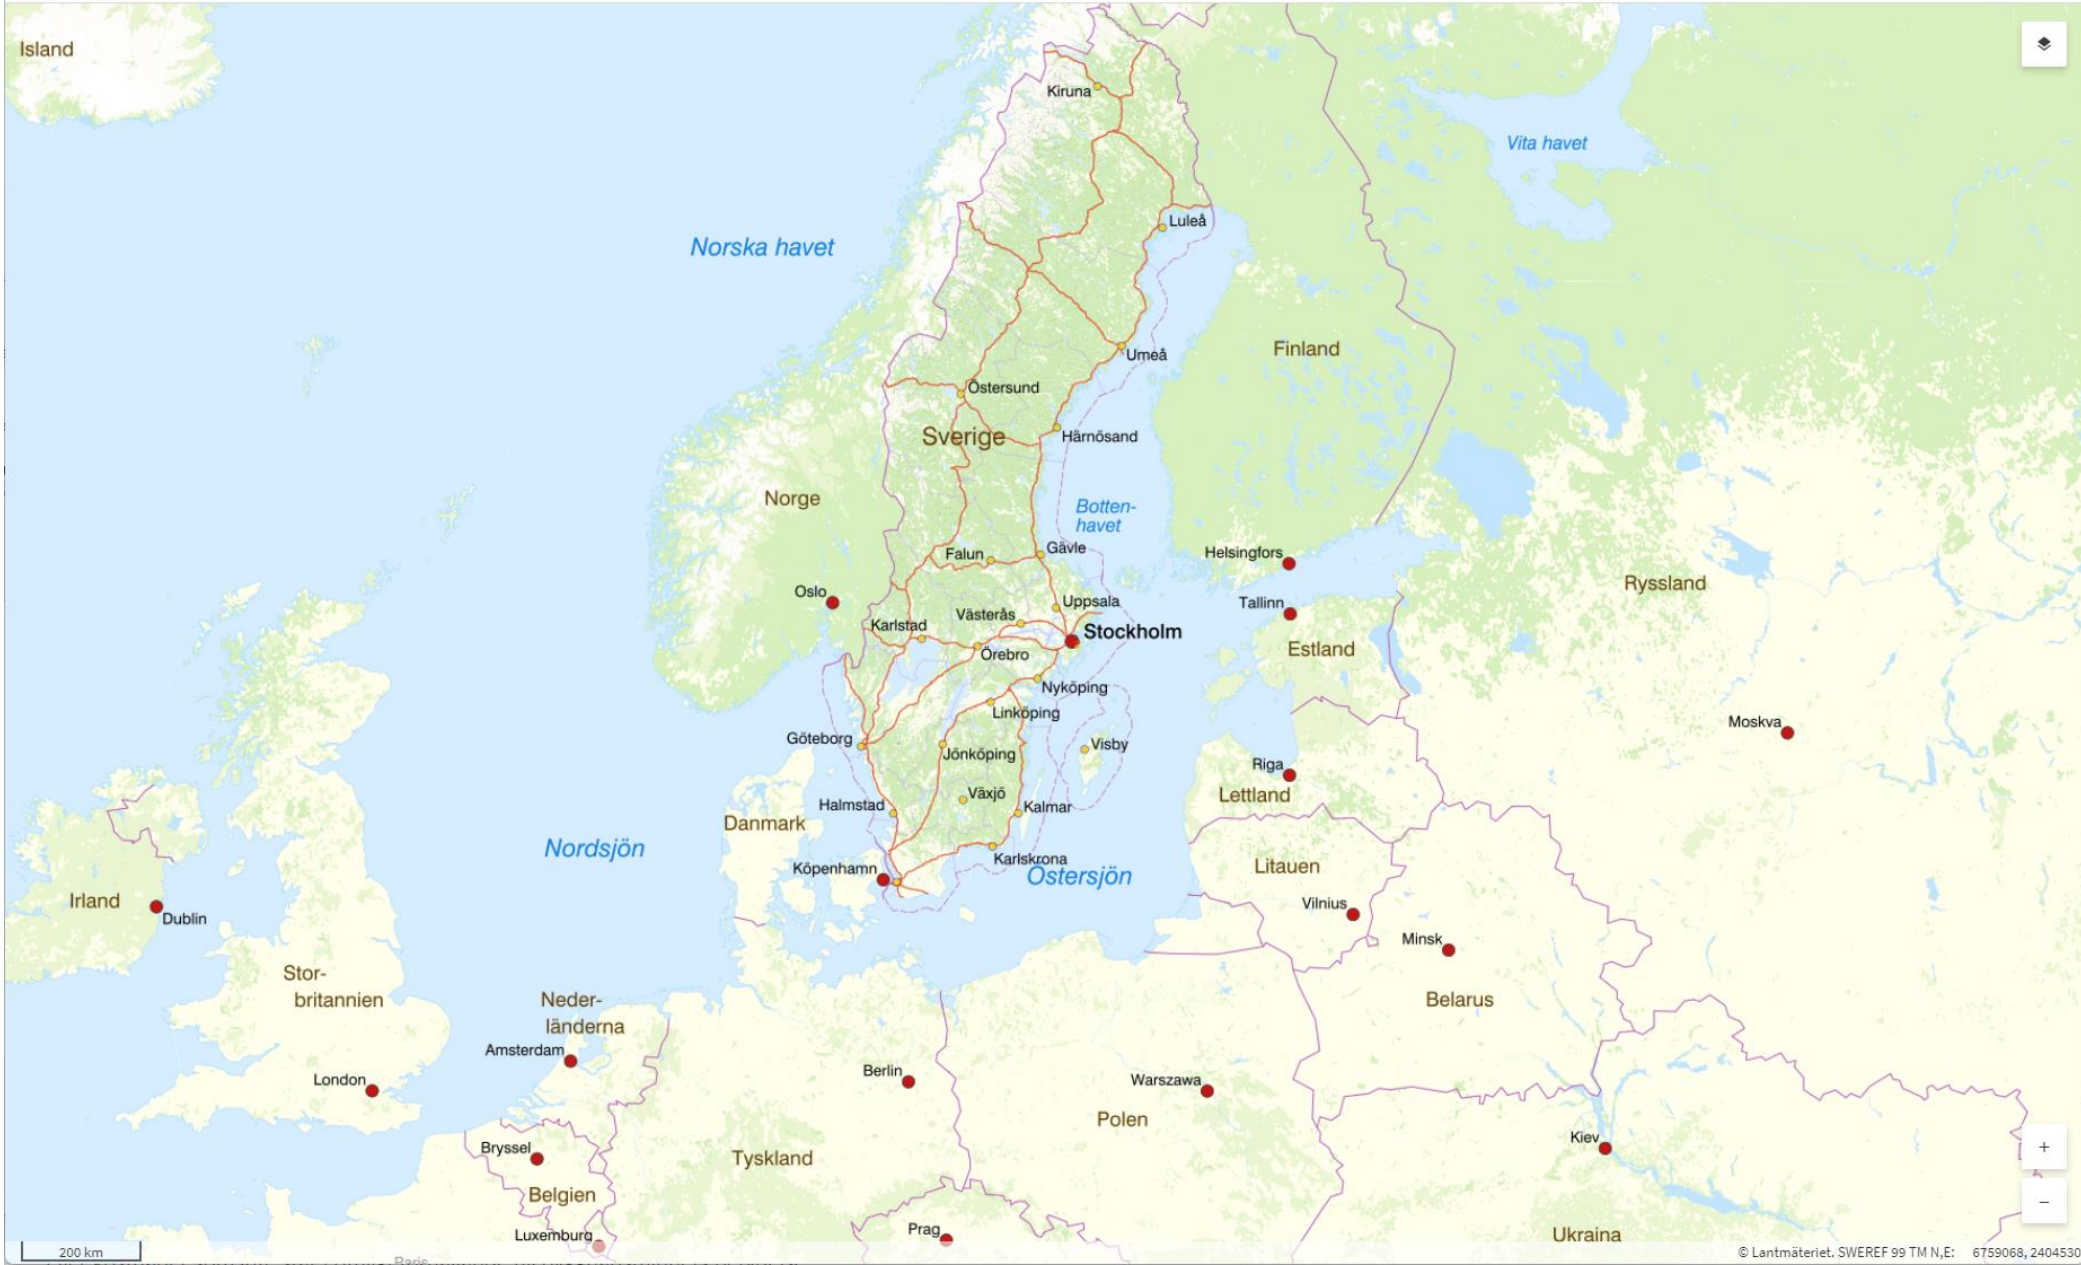 Island
Kiruna
Vita havet
Luleå
Norska havet
Finland
Umeå
Östersund
Sverige
Härnösand
Norge
Botten-
havet
Falun
Gävle
Helsingfors
Ryssland
Oslo
Uppsala
Tallinn
Västerås
Karlstad
Stockholm
Örebro
Estland
Nyköping
Linköping
Moskva
Göteborg
Jönköping
Visby
Riga
Växjö
Lettland
Halmstad
Kalmar
Danmark
Nordsjön
Karlskrona
Köpenhamn
Östersjön
Litauen
Irland
Dublin
Vilnius
Minsk
Stor-
britannien
Neder-
länderna
Belarus
Amsterdam
Berlin
London
Warszawa
Polen
Kiev
+
Bryssel
Tyskland
Belgien
−
Luxemburg
Prag
Ukraina
200 km
Paris
© Lantmäteriet. SWEREF 99 TM N,E: 6759068, 2404530